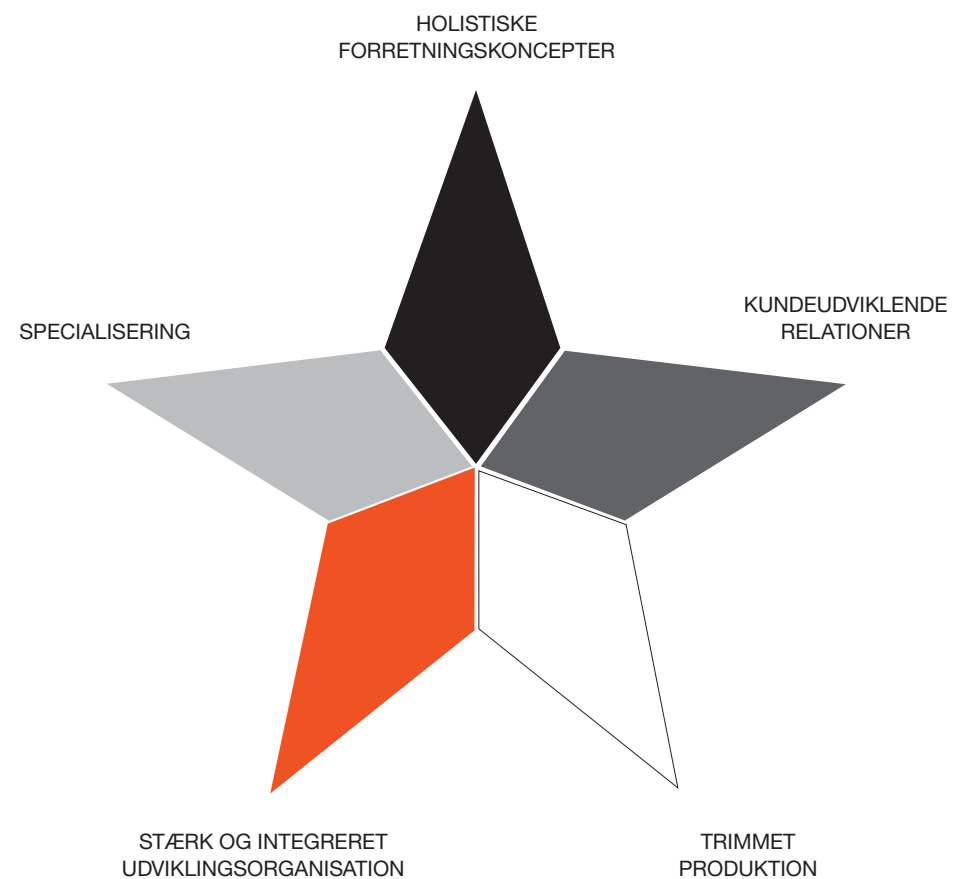 HOLISTISKE
FORRETNINGSKONCEPTER
KUNDEUDVIKLENDE
RELATIONER
SPECIALISERING
STÆRK OG INTEGRERET
UDVIKLINGSORGANISATION
TRIMMET
PRODUKTION